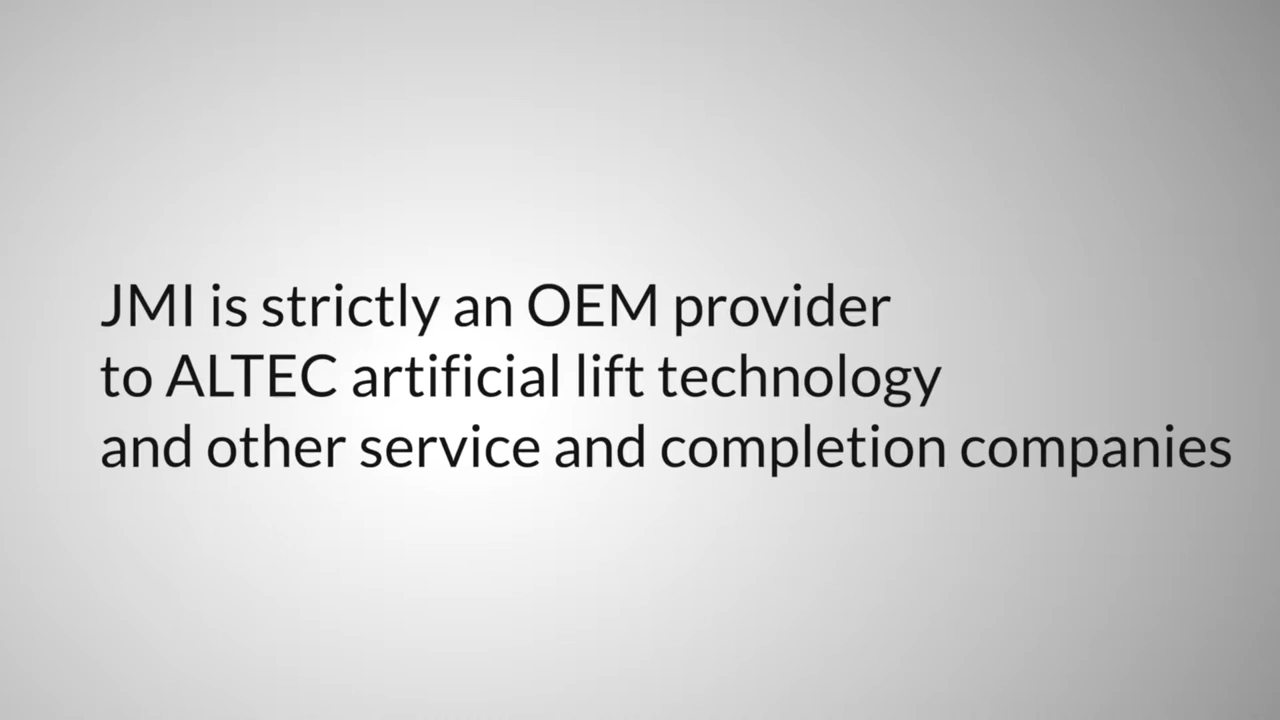 JMI is strictly an OEM provider
to ALTEC artificial lift technology
and other service and completion companies